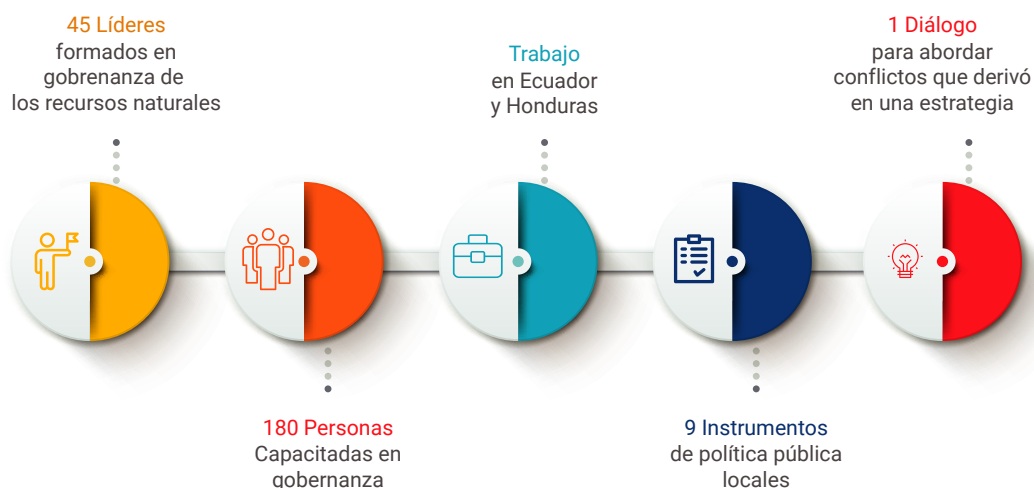 45 Líderes
formados en
gobrenanza de
los recursos naturales
180 Personas
Capacitadas en
gobernanza
Trabajo
en Ecuador
y Honduras
9 Instrumentos
de política pública
locales
1 Diálogo
para abordar
conflictos que derivó
en una estrategia